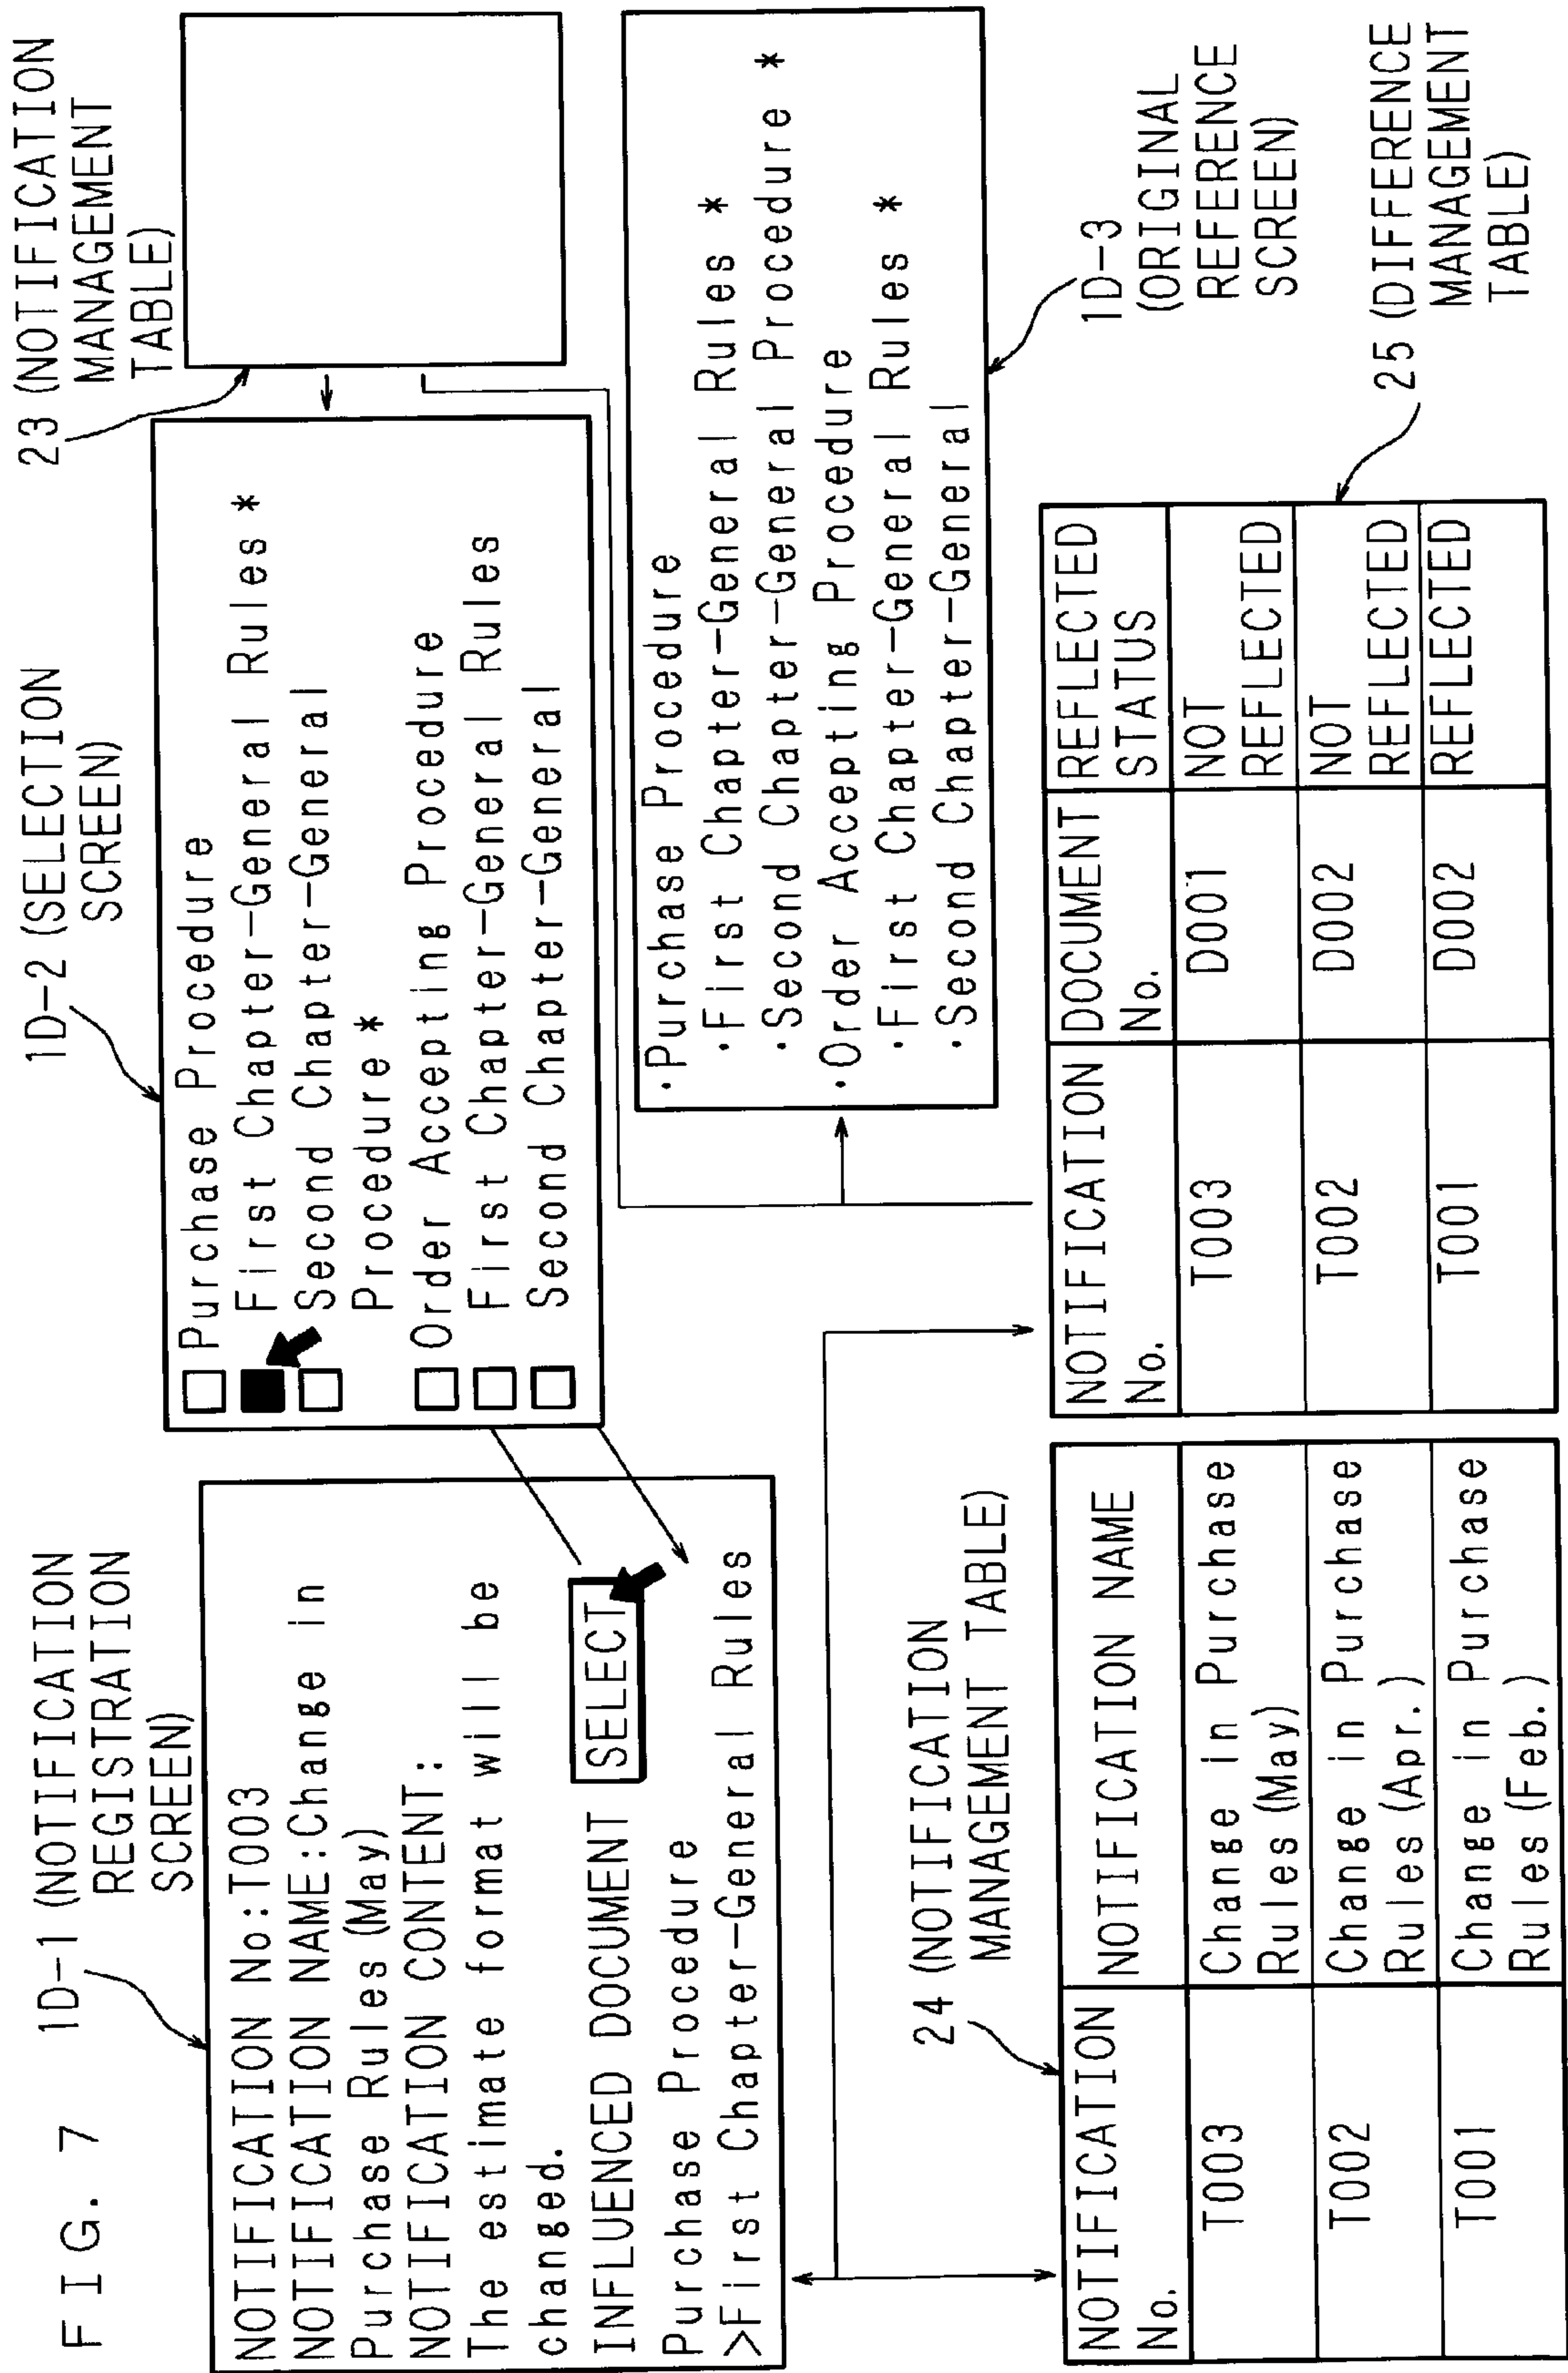 FIG. 7
1D-1 (NOTIFICATION
REGISTRATION
SCREEN)
NOTIFICATION No:T003
NOTIFICATION NAME:Change in
Purchase Rules (May)
NOTIFICATION CONTENT:
The estimate format will be
changed.
INFLUENCED DOCUMENT SELECT
Purchase Procedure
>First Chapter-General Rules
1D-2 (SELECTION
SCREEN)
Purchase Procedure
First Chapter-General Rules *
Second Chapter-General
Procedure *
Order Accepting Procedure
First Chapter-General Rules
Second Chapter-General
23 (NOTIFICATION
MANAGEMENT
TABLE)
·Purchase Procedure
·First Chapter-General Rules *
·Second Chapter-General Procedure *
·Order Accepting Procedure
·First Chapter-General Rules *
·Second Chapter-General
1D-3
(ORIGINAL
REFERENCE
SCREEN)
24 (NOTIFICATION
MANAGEMENT TABLE)
NOTIFICATION NOTIFICATION NAME
No.
T003 Change in Purchase
Rules (May)
T002 Change in Purchase
Rules (Apr.)
T001 Change in Purchase
Rules (Feb.)
NOTIFICATION DOCUMENT REFLECTED
No. No. STATUS
T003 D001 NOT
REFLECTED
T002 D002 NOT
REFLECTED
T001 D002 REFLECTED
25 (DIFFERENCE
MANAGEMENT
TABLE)